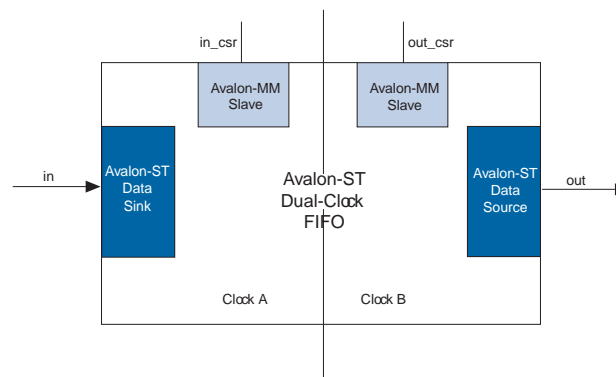 in_csr
out_csr
Avalon-MM
Slave
Avalon-MM
Slave
Avalon-ST
Data
Sink
in
Avalon-ST
Dual-Clock
FIFO
Avalon-ST
Data
Source
out
Clock A
Clock B